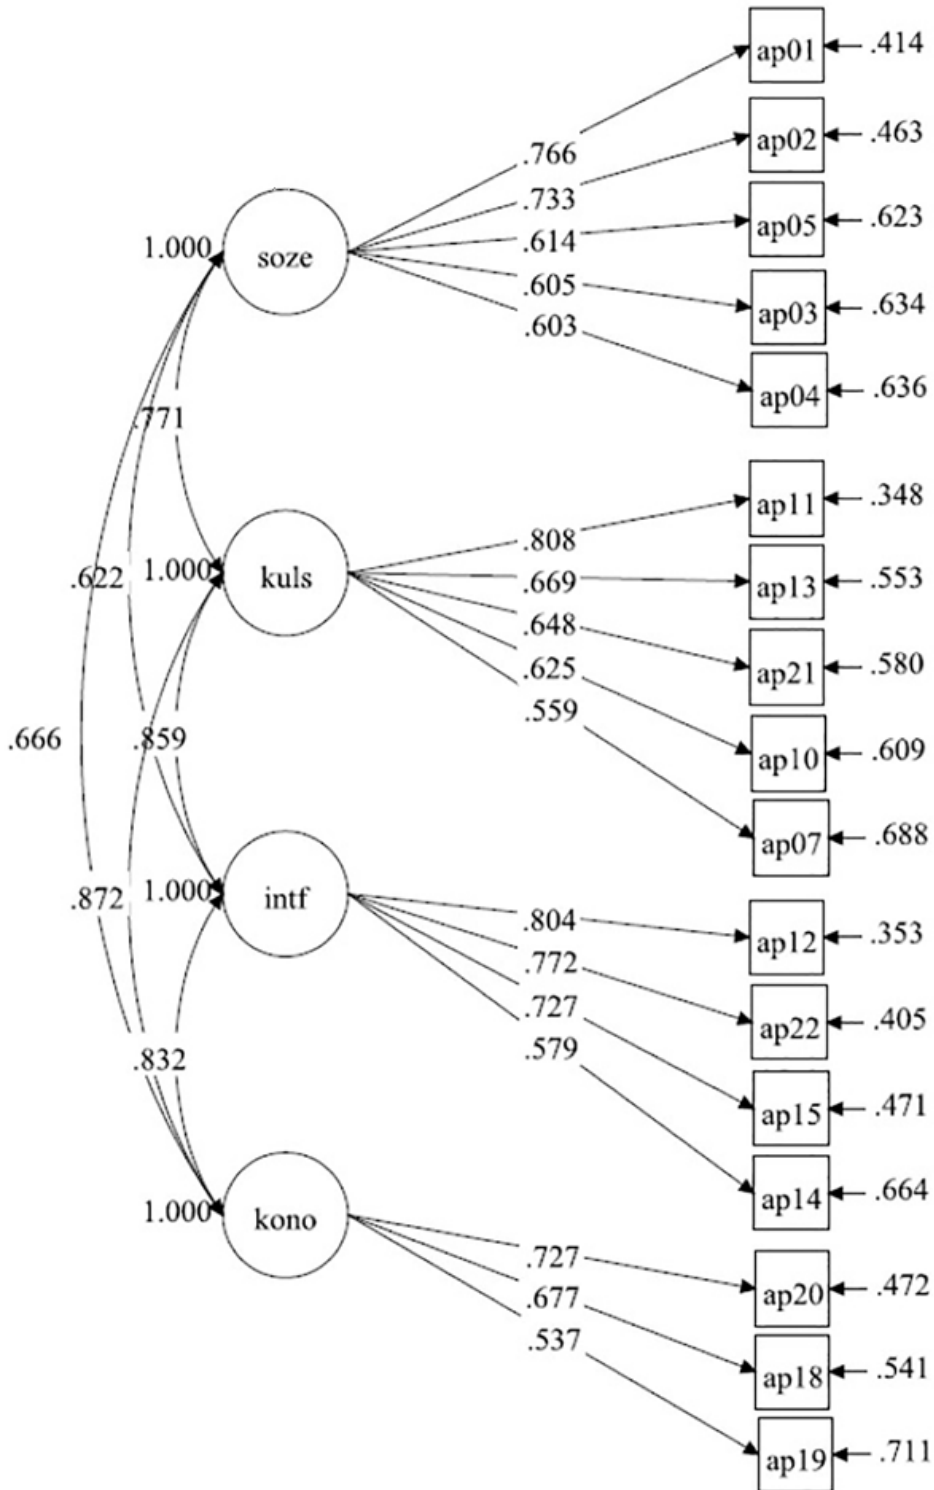 ap01 .414
.766
ap02 .463
.733
ap05 .623
.614
1.000 soze
.605
ap03 .634
.603
ap04 .636
.771
ap11 .348
.808
.622 1.000 kuls
.669 ap13 .553
.648
ap21 .580
.625
.559
.666 .859
ap10 .609
ap07 .688
.872 1.000 intf
.804 ap12 .353
.772
.727 ap22 .405
.579
.832
ap15 .471
ap14 .664
1.000 kono
.727
ap20 .472
.677
.537
ap18 .541
ap19 .711